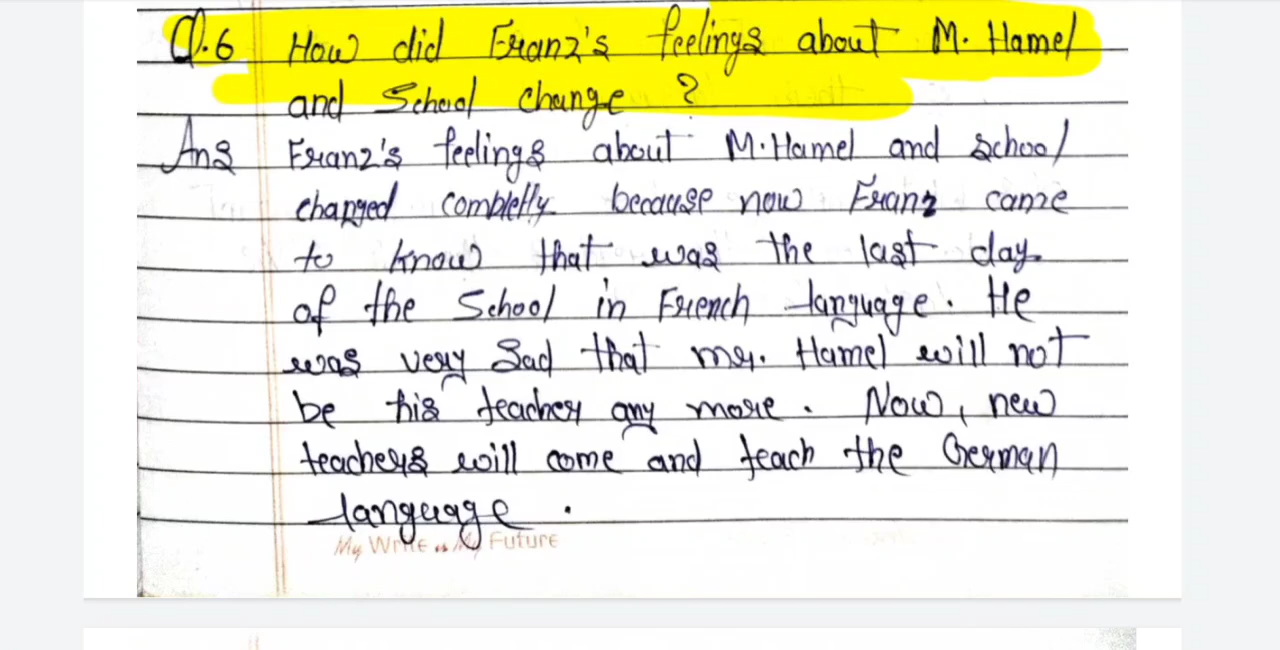 Q.6 How did Franz's feelings about M. Hamel
and School change ?
Ans Franz's feelings about M.Hamel and school
changed combletly because now Franz came
to know that was the last day
of the School in French language. He
was very Sad that mr. Hamel will not
be his teacher any more. Now, new
teachers will come and teach the German
language.
My Write is My Future